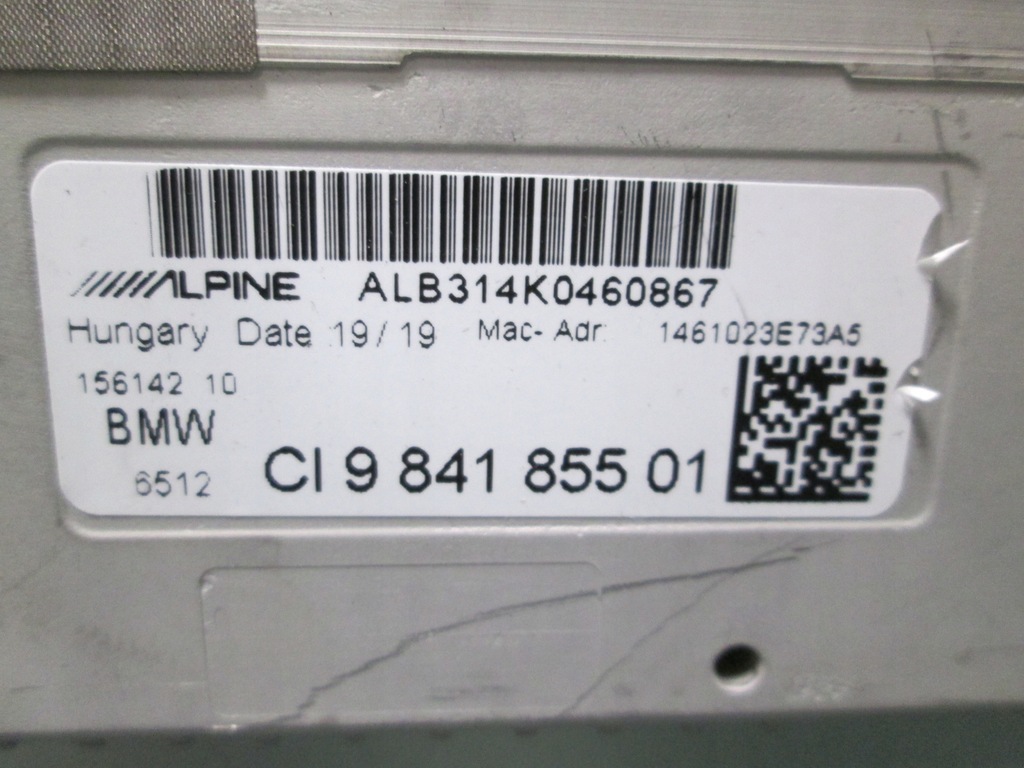 ALPINE ALB314K0460867
Hungary Date 19/19 Mac-Adr. 1461023E73A5
156142 10
BMW
6512 CI 9 841 855 01